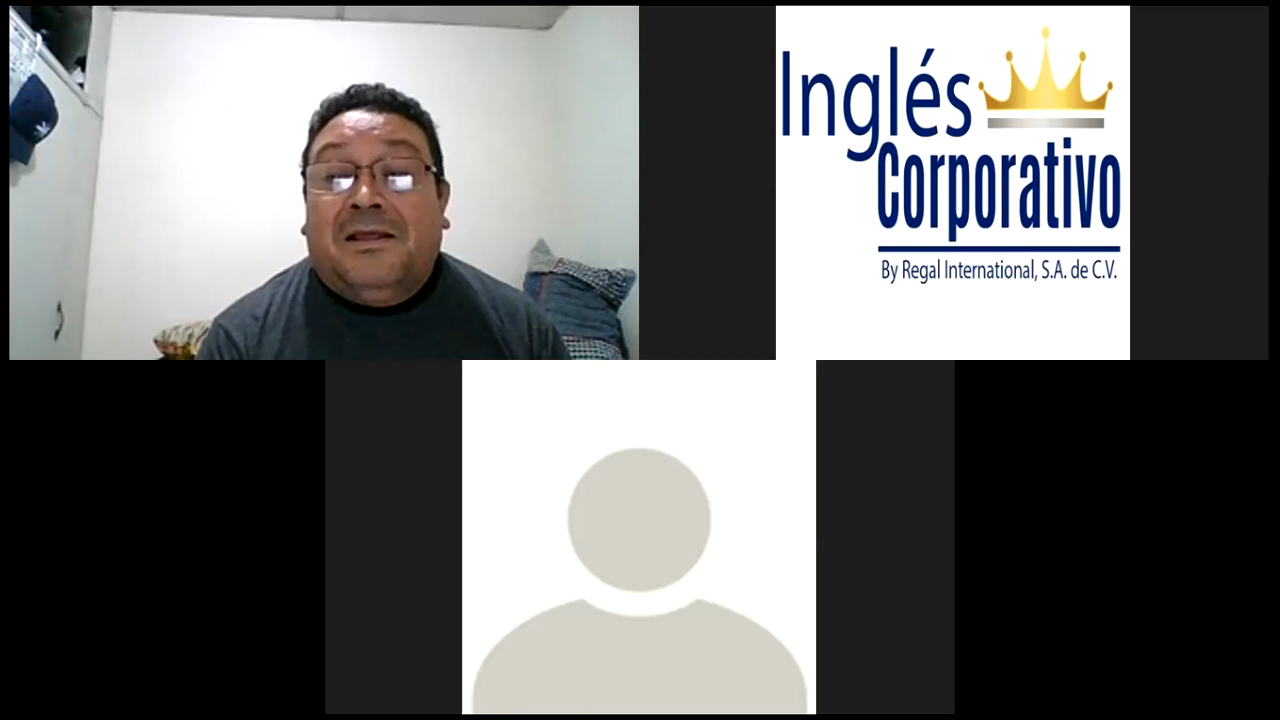 Inglés
Corporativo
By Regal International, S.A. de C.V.